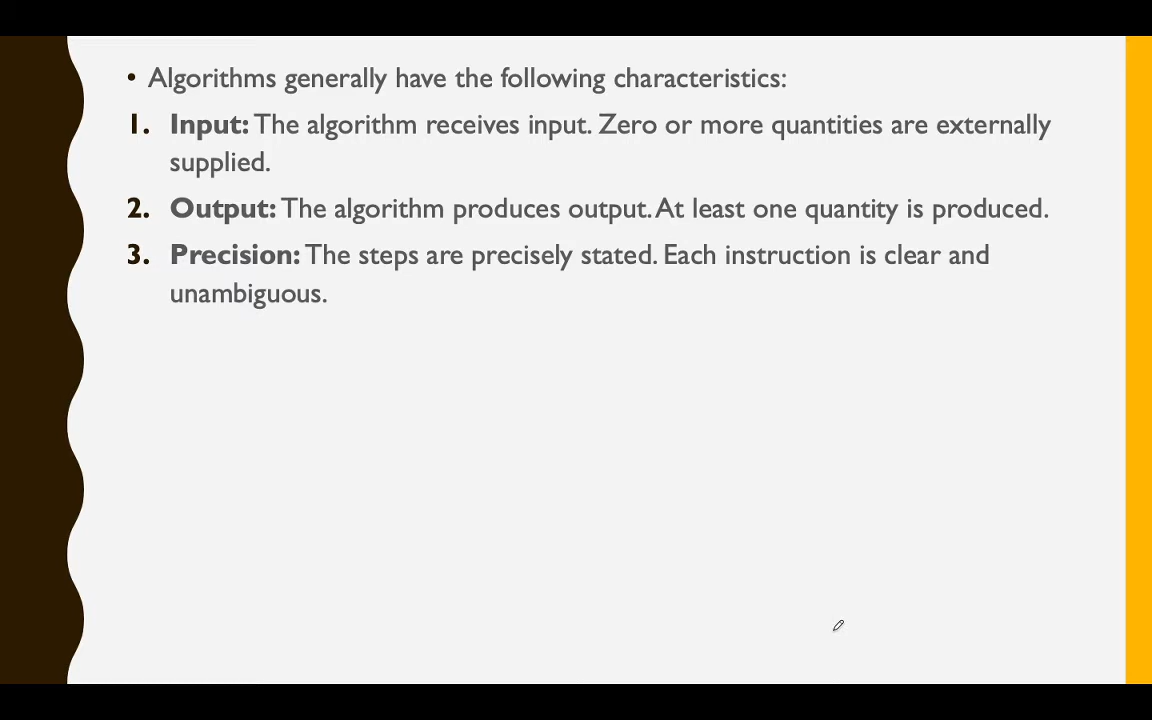 • Algorithms generally have the following characteristics:
1. Input: The algorithm receives input. Zero or more quantities are externally
supplied.
2. Output: The algorithm produces output. At least one quantity is produced.
3. Precision: The steps are precisely stated. Each instruction is clear and
unambiguous.